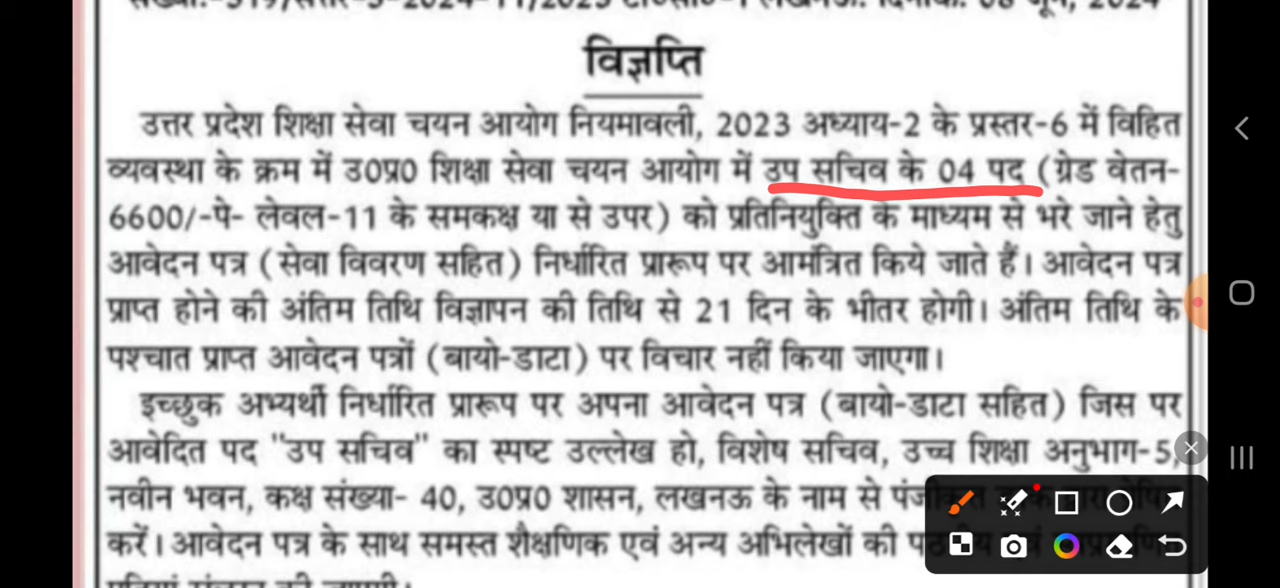 विज्ञप्ति
उत्तर प्रदेश शिक्षा सेवा चयन आयोग नियमावली, 2023 अध्याय-2 के प्रस्तर-6 में विहित
व्यवस्था के क्रम में उ0प्र0 शिक्षा सेवा चयन आयोग में उप सचिव के 04 पद (ग्रेड वेतन-
6600/-पे- लेवल-11 के समकक्ष या से उपर) को प्रतिनियुक्ति के माध्यम से भरे जाने हेतु
आवेदन पत्र (सेवा विवरण सहित) निर्धारित प्रारूप पर आमंत्रित किये जाते हैं। आवेदन पत्र
प्राप्त होने की अंतिम तिथि विज्ञापन की तिथि से 21 दिन के भीतर होगी। अंतिम तिथि के
पश्चात प्राप्त आवेदन पत्रों (बायो-डाटा) पर विचार नहीं किया जाएगा।
इच्छुक अभ्यर्थी निर्धारित प्रारूप पर अपना आवेदन पत्र (बायो-डाटा सहित) जिस पर
आवेदित पद "उप सचिव" का स्पष्ट उल्लेख हो, विशेष सचिव, उच्च शिक्षा अनुभाग-5,
नवीन भवन, कक्ष संख्या- 40, उ0प्र0 शासन, लखनऊ के नाम से
करें। आवेदन पत्र के साथ समस्त शैक्षणिक एवं अन्य अभिलेखों की